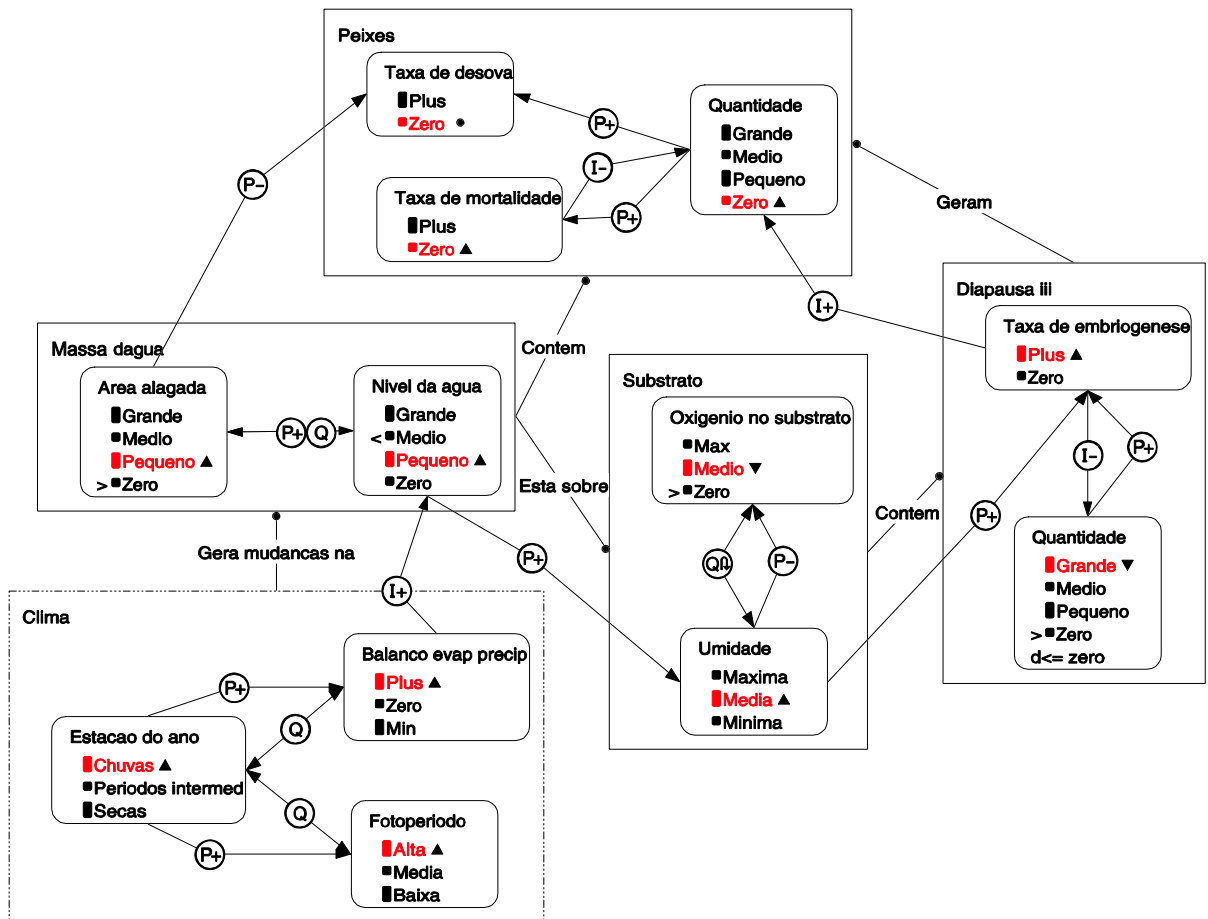 Peixes
Taxa de desova
Plus
Zero
Quantidade
Grande
Medio
Pequeno
Zero
Taxa de mortalidade
Plus
Zero
P+
I-
P+
P-
Geram
I+
Diapausa iii
Taxa de embriogenese
Plus
Zero
I-
P+
Quantidade
Grande
Medio
Pequeno
> Zero
d<= zero
Massa dagua
Area alagada
Grande
Medio
Pequeno
> Zero
P+ Q
Nivel da agua
Grande
< Medio
Pequeno
Zero
Contem
Esta sobre
Substrato
Oxigenio no substrato
Max
Medio
> Zero
Q
P-
Umidade
Maxima
Media
Minima
Contem
P+
P+
Gera mudancas na
I+
Clima
Balanco evap precip
Plus
Zero
Min
P+
Q
Estacao do ano
Chuvas
Periodos intermed
Secas
Q
P+
Fotoperiodo
Alta
Media
Baixa